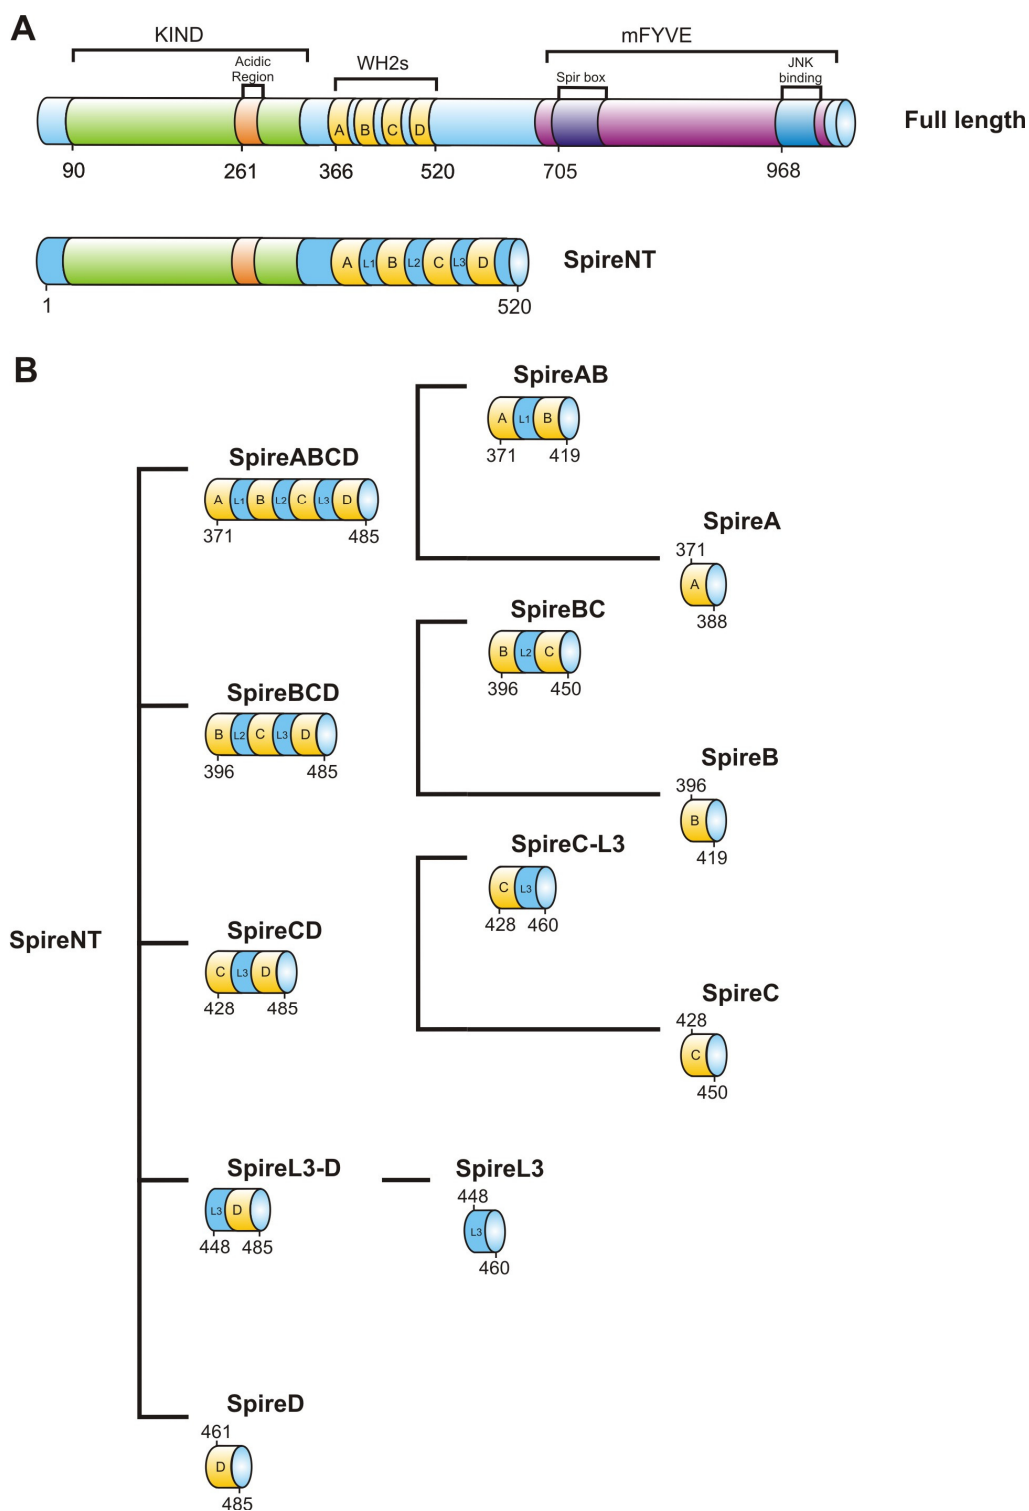 A
KIND
mFYVE
Acidic
Region
WH2s
Spir box
JNK
binding
A B C D
Full length
90 261 366 520 705 968
A L1 B L2 C L3 D
SpireNT
1 520
B
SpireAB
A L1 B
371 419
SpireABCD
A L1 B L2 C L3 D
371 485
SpireA
371
A
388
SpireBC
B L2 C
396 450
SpireBCD
B L2 C L3 D
396 485
SpireB
396
B
419
SpireC-L3
C L3
428 460
SpireNT
SpireCD
C L3 D
428 485
SpireC
428
C
450
SpireL3-D
L3 D
448 485
SpireL3
448
L3
460
SpireD
461
D
485